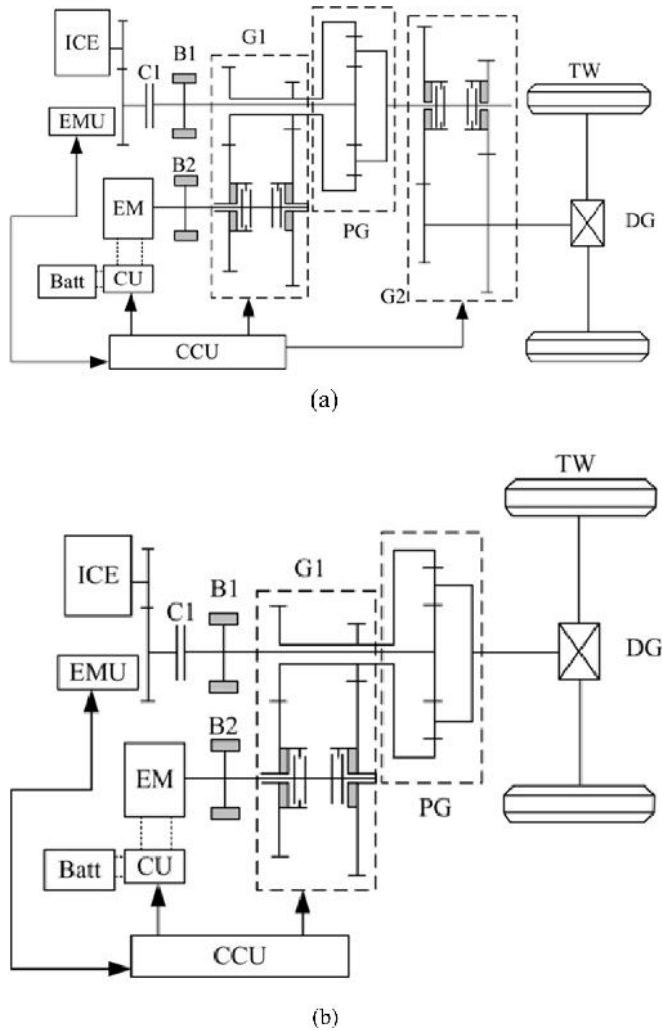 ICE
C1
B1
G1
TW
EMU
B2
EM
PG
DG
Batt
CU
G2
CCU
(a)
TW
ICE
C1
B1
G1
EMU
DG
B2
EM
PG
Batt
CU
CCU
(b)